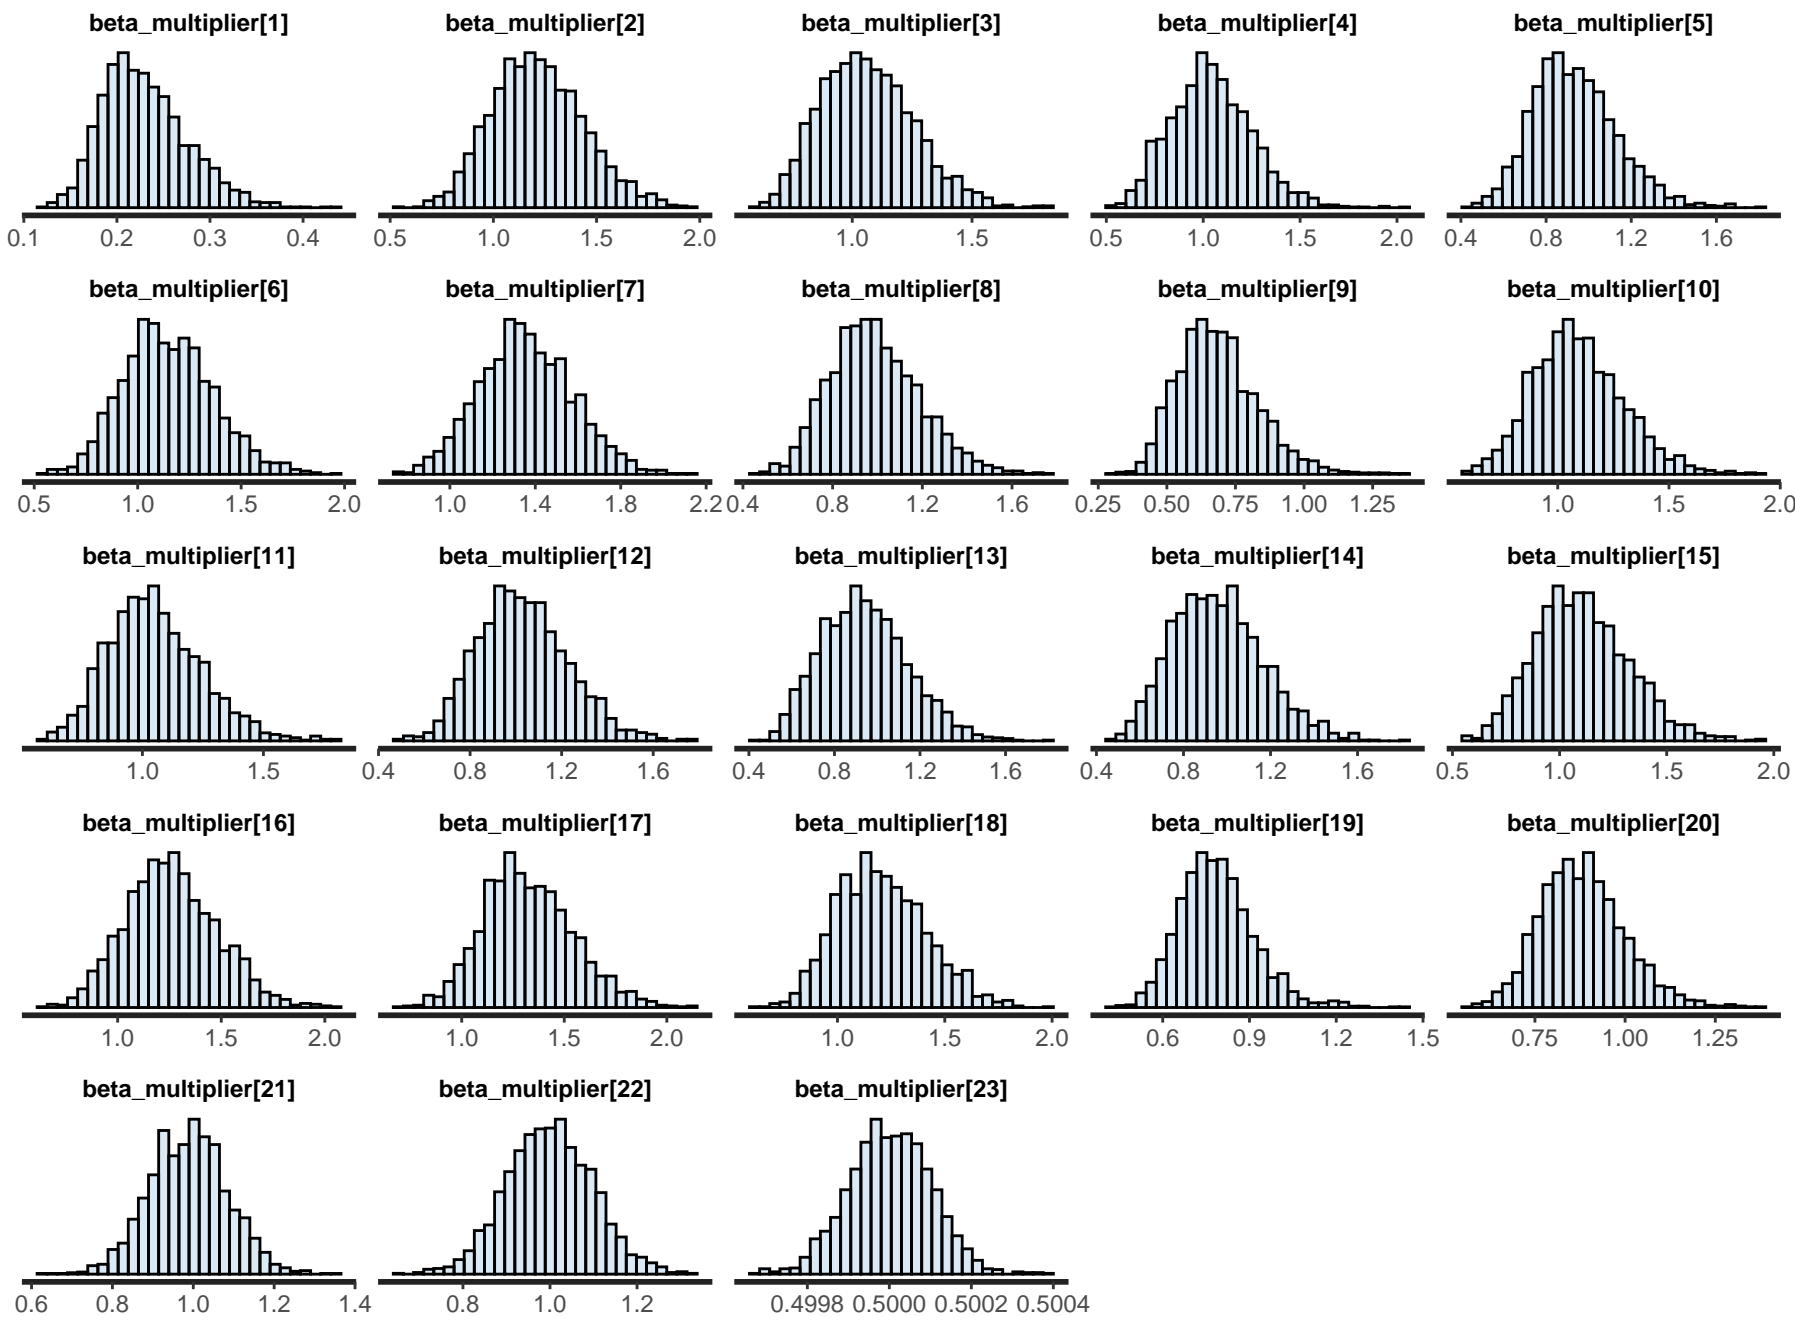 beta_multiplier[1] beta_multiplier[2] beta_multiplier[3] beta_multiplier[4] beta_multiplier[5]
0.1 0.2 0.3 0.4 0.5 1.0 1.5 2.0 1.0 1.5 0.5 1.0 1.5 2.0 0.4 0.8 1.2 1.6
beta_multiplier[6] beta_multiplier[7] beta_multiplier[8] beta_multiplier[9] beta_multiplier[10]
0.5 1.0 1.5 2.0 1.0 1.4 1.8 2.2 0.4 0.8 1.2 1.6 0.25 0.50 0.75 1.00 1.25 1.0 1.5 2.0
beta_multiplier[11] beta_multiplier[12] beta_multiplier[13] beta_multiplier[14] beta_multiplier[15]
1.0 1.5 0.4 0.8 1.2 1.6 0.4 0.8 1.2 1.6 0.4 0.8 1.2 1.6 0.5 1.0 1.5 2.0
beta_multiplier[16] beta_multiplier[17] beta_multiplier[18] beta_multiplier[19] beta_multiplier[20]
1.0 1.5 2.0 1.0 1.5 2.0 1.0 1.5 2.0 0.6 0.9 1.2 1.5 0.75 1.00 1.25
beta_multiplier[21] beta_multiplier[22] beta_multiplier[23]
0.6 0.8 1.0 1.2 1.4 0.8 1.0 1.2 0.4998 0.5000 0.5002 0.5004